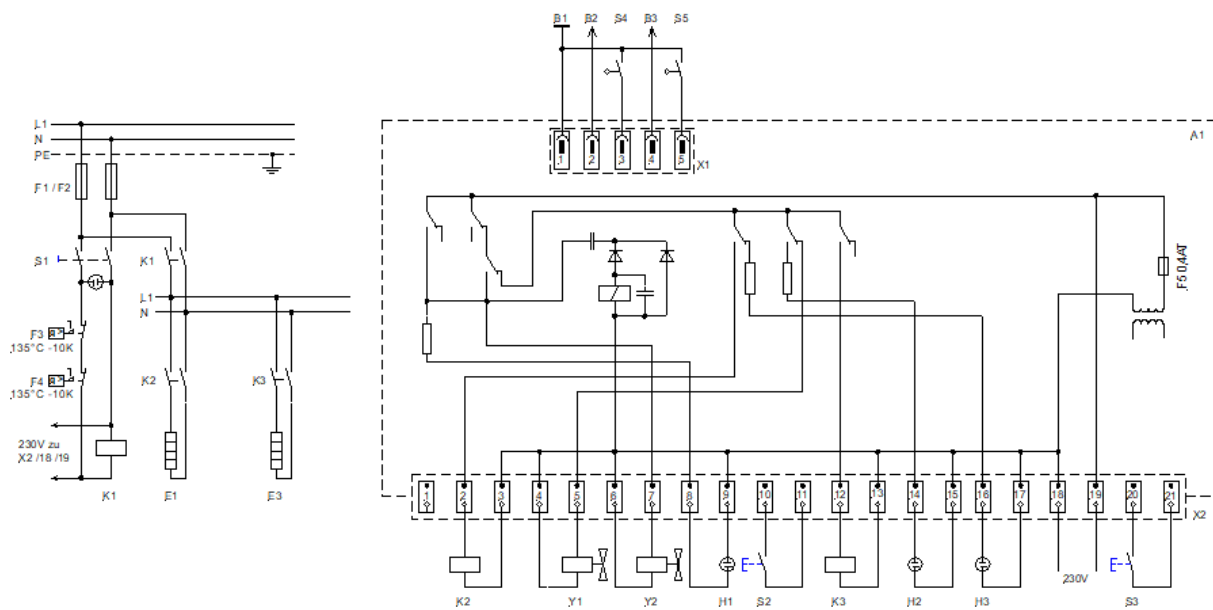 B1 B2 S4 B3 S5
L1
N
PE
A1
1 2 3 4 5
X1
F1 / F2
S1
K1
F5 0,4AT
L1
N
F3
135°C -10K
F4
135°C -10K
K2
K3
230V zu
X2 /18 /19
K1 E1 E3
1 2 3 4 5 6 7 8 9 10 11 12 13 14 15 16 17 18 19 20 21
X2
230V
K2 Y1 Y2 H1 S2 K3 H2 H3 S3